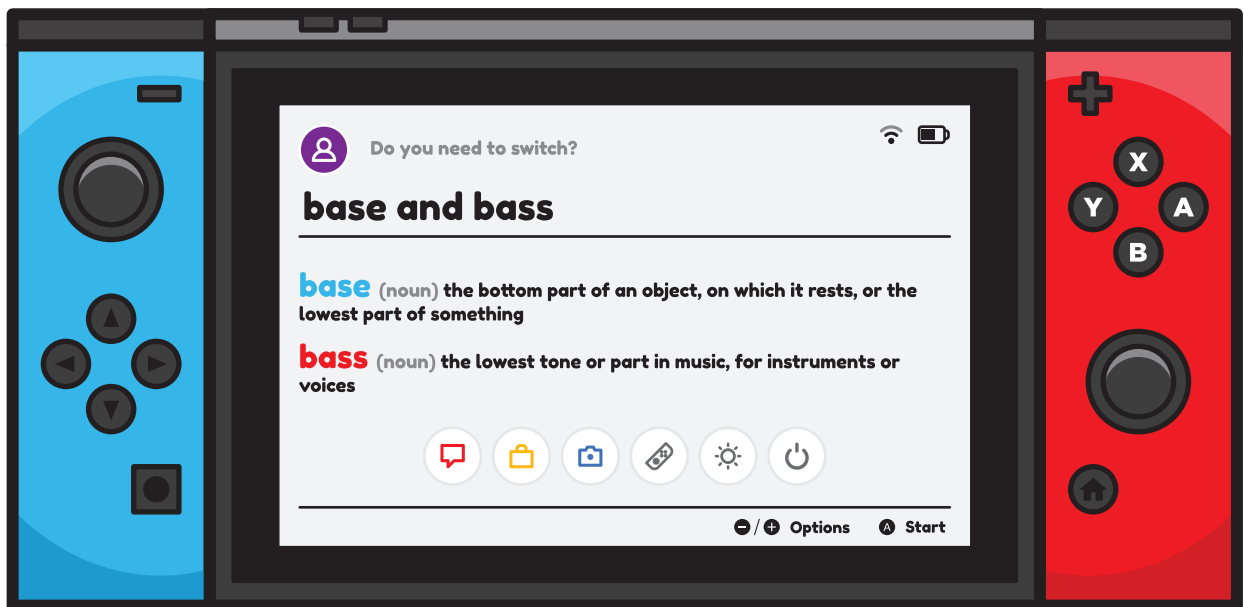 Do you need to switch?
base and bass
base (noun) the bottom part of an object, on which it rests, or the
lowest part of something
bass (noun) the lowest tone or part in music, for instruments or
voices
/ Options A Start
X
Y A
B